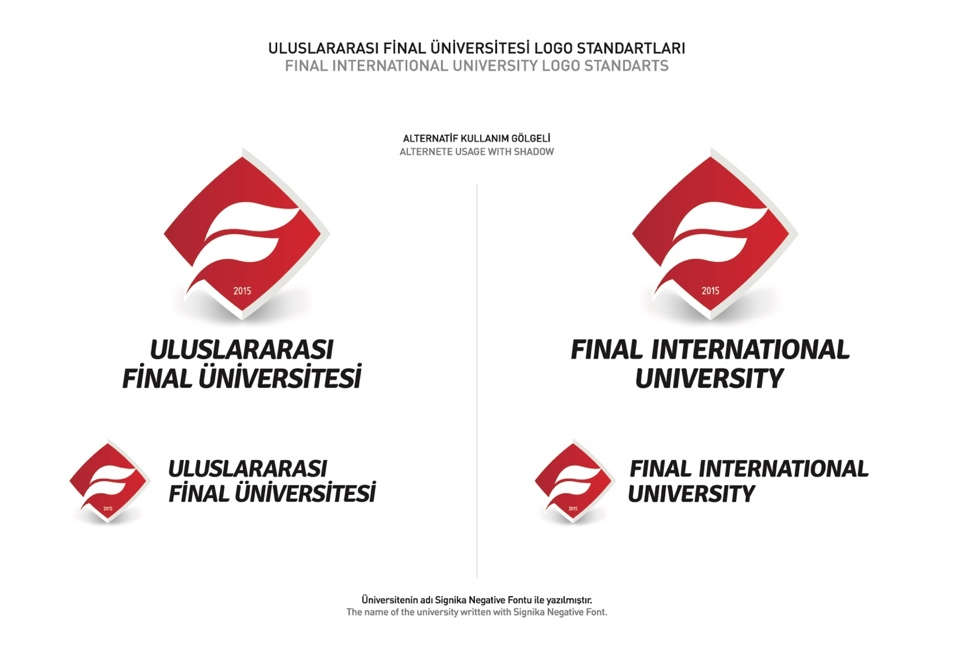 ULUSLARARASI FİNAL ÜNİVERSİTESİ LOGO STANDARTLARI
FINAL INTERNATIONAL UNIVERSITY LOGO STANDARTS
ALTERNATİF KULLANIM GÖLGELİ
ALTERNETE USAGE WITH SHADOW
2015
ULUSLARARASI
FİNAL ÜNİVERSİTESİ
2015
ULUSLARARASI
FİNAL ÜNİVERSİTESİ
2015
FINAL INTERNATIONAL
UNIVERSITY
2015
FINAL INTERNATIONAL
UNIVERSITY
Üniversitenin adı Signika Negative Fontu ile yazılmıştır.
The name of the university written with Signika Negative Font.